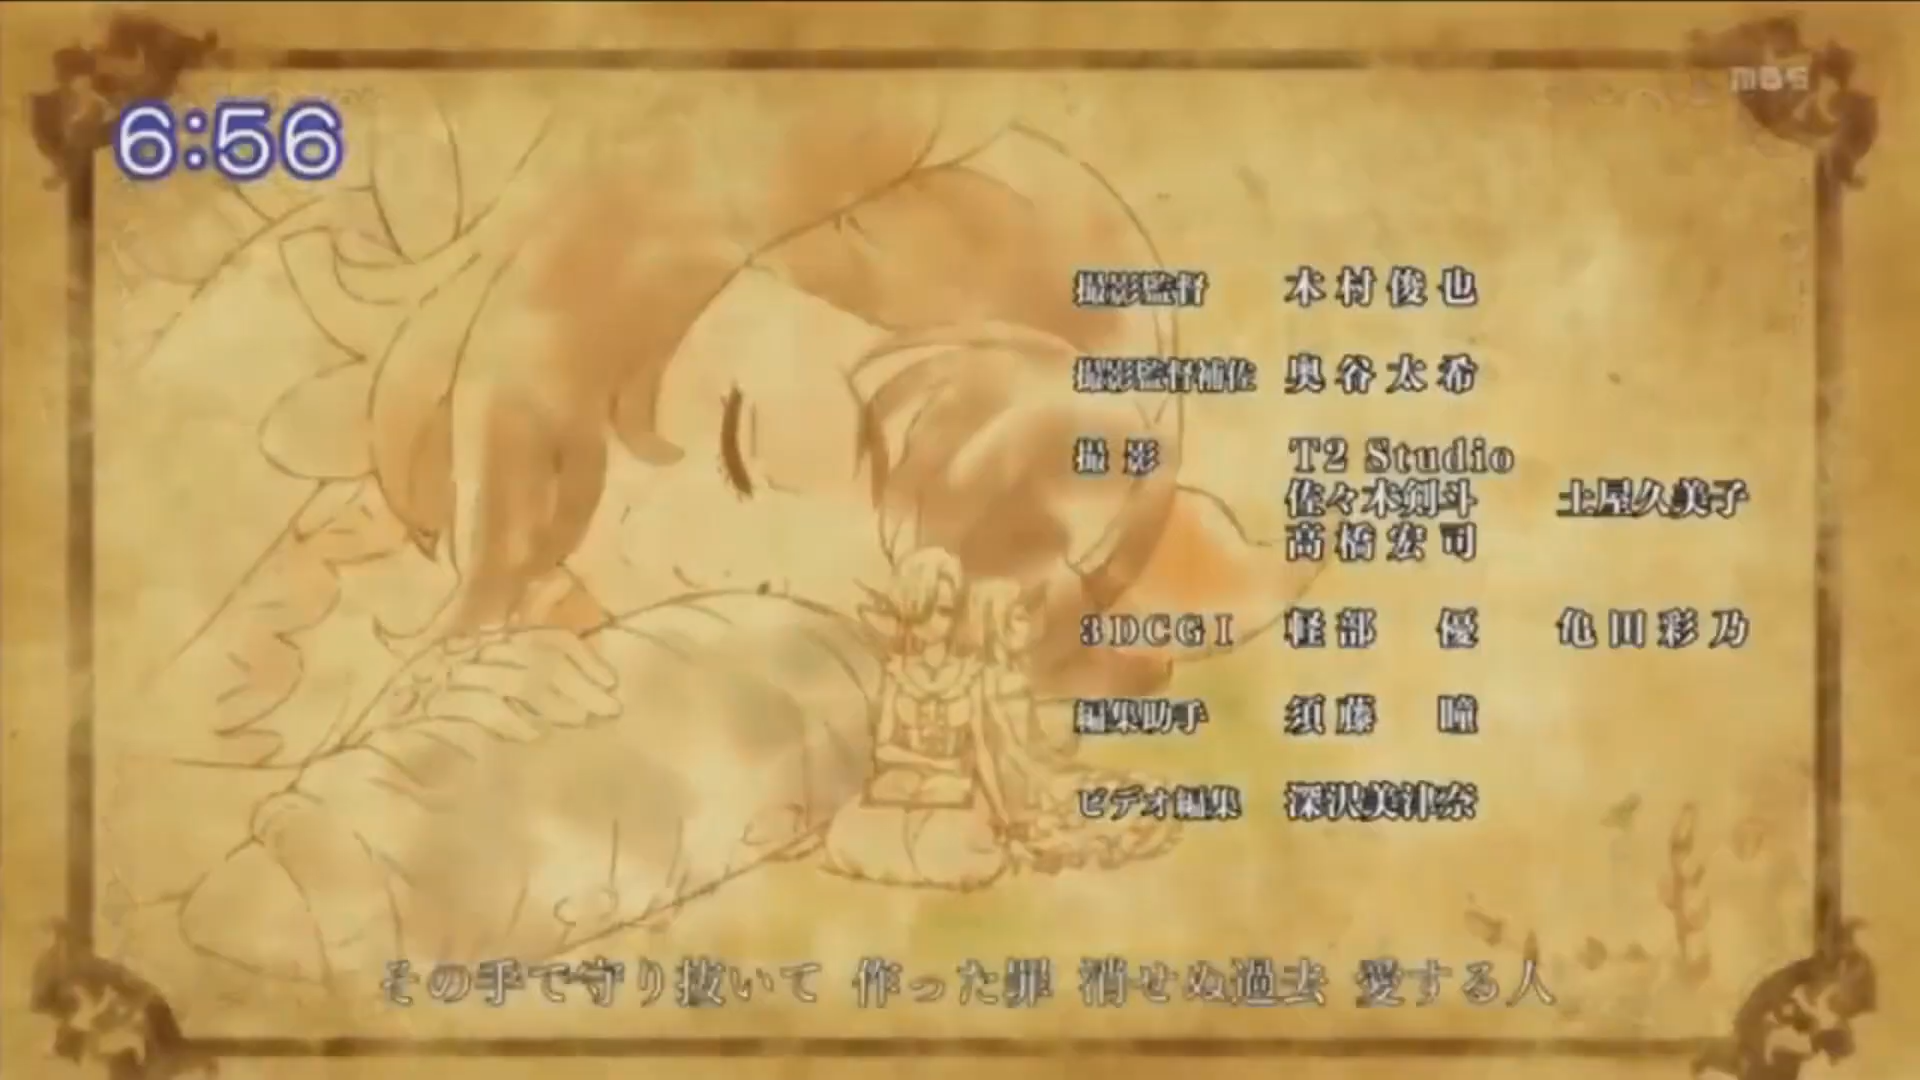 6:56
MBS
撮影監督 木村俊也
撮影監督補佐 奥谷太希
撮影 T2 Studio
佐々木剣斗 土屋久美子
高橋宏司
3DCGI 軽部 優 亀田彩乃
編集助手 須藤 瞳
ビデオ編集 深沢美津奈
その手で守り抜いて 作った罪 消せぬ過去 愛する人